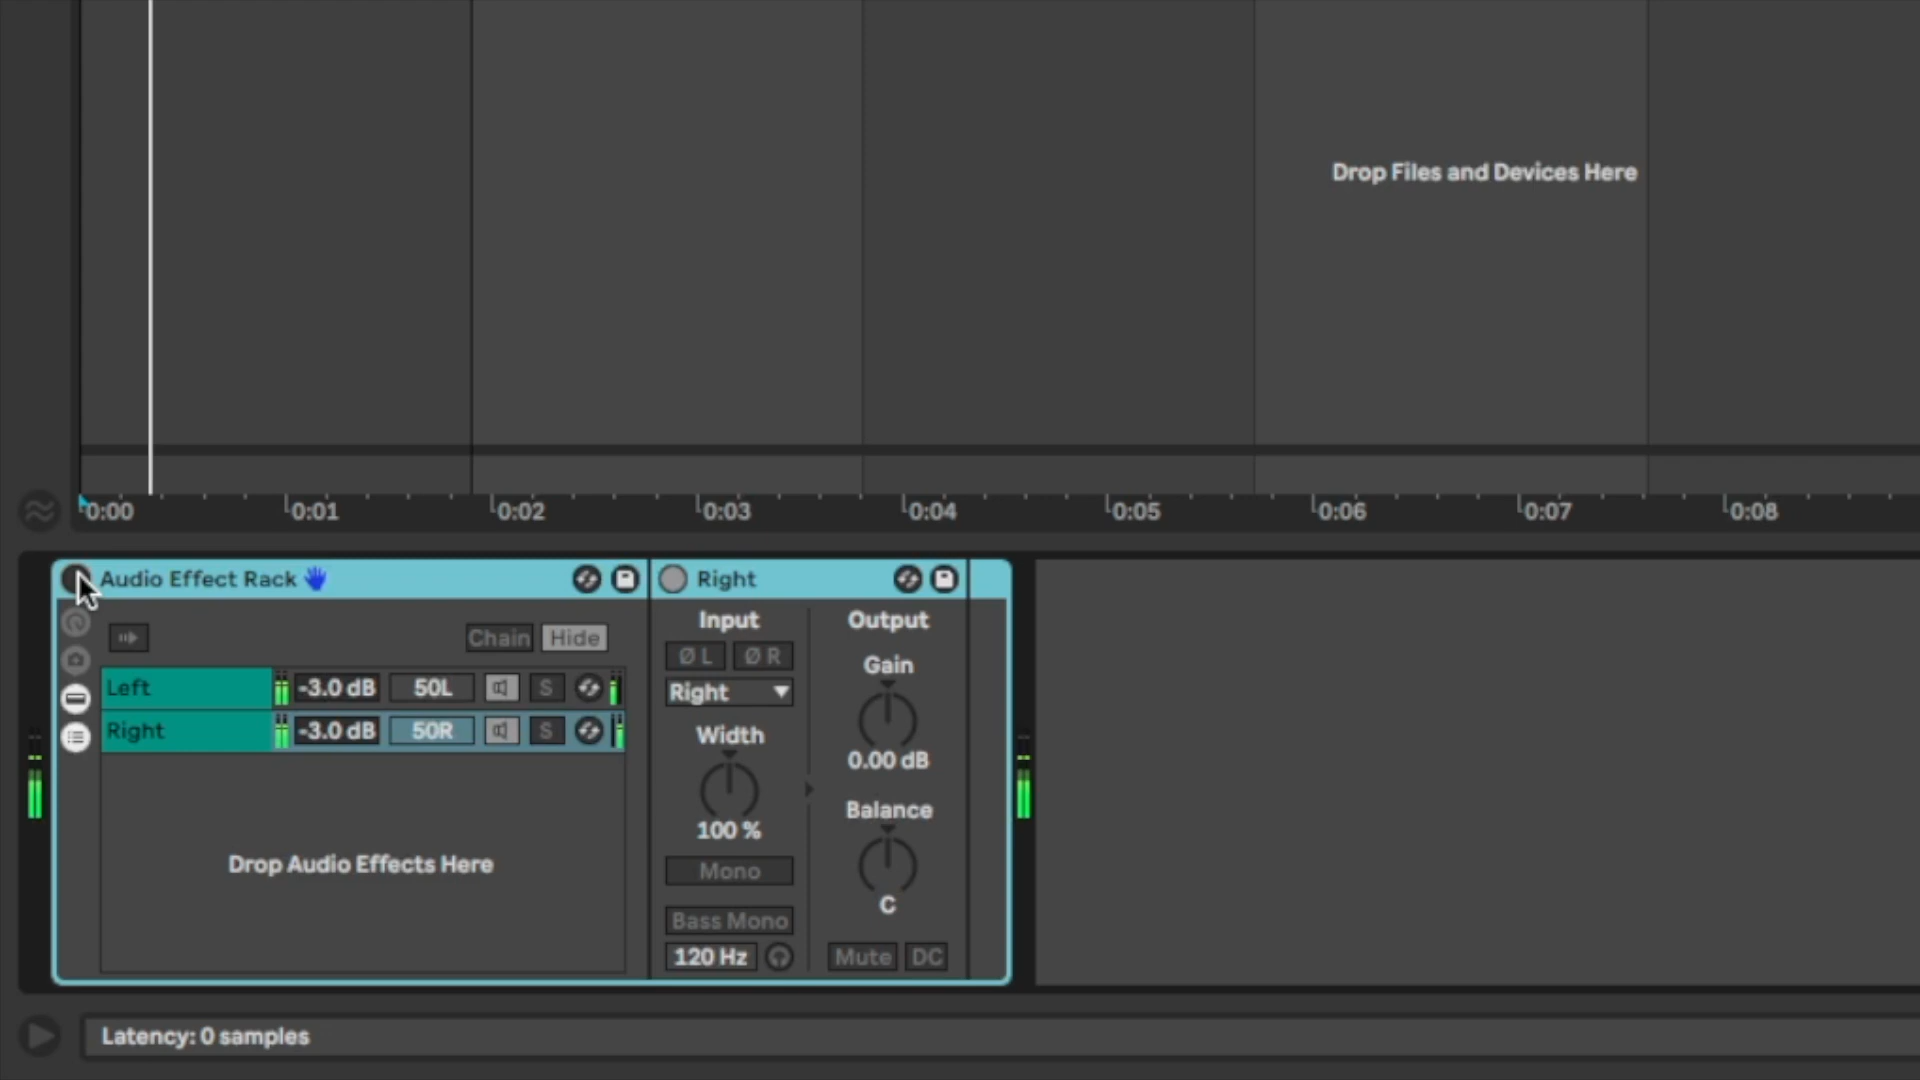 Drop Files and Devices Here
0:00 0:01 0:02 0:03 0:04 0:05 0:06 0:07 0:08
Audio Effect Rack
Chain Hide
Left -3.0 dB 50L S
Right -3.0 dB 50R S
Drop Audio Effects Here
Right
Input
Ø L Ø R
Right
Width
100 %
Mono
Bass Mono
120 Hz
Output
Gain
0.00 dB
Balance
C
Mute DC
Latency: 0 samples